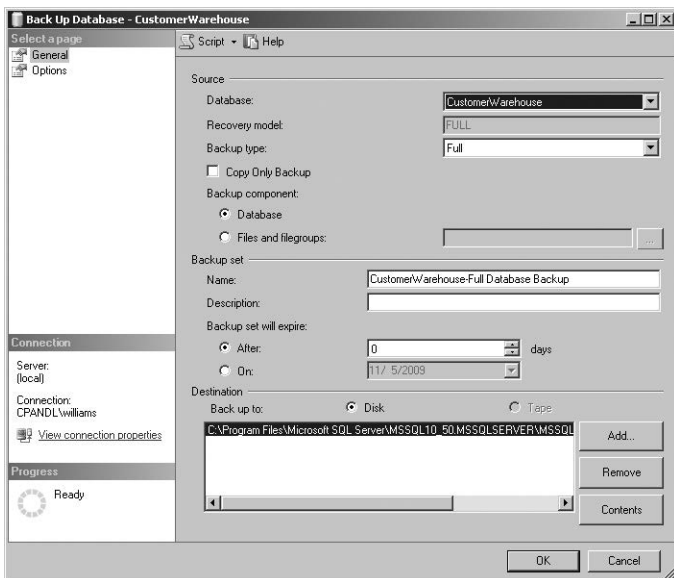 Back Up Database - CustomerWarehouse
Select a page
General
Options
Script
Help
Source
Database:
CustomerWarehouse
Recovery model:
FULL
Backup type:
Full
Copy Only Backup
Backup component:
Database
Files and filegroups:
...
Backup set
Name:
CustomerWarehouse-Full Database Backup
Description:
Backup set will expire:
After:
0
days
On:
11/ 5/2009
Destination
Back up to:
Disk
Tape
C:\Program Files\Microsoft SQL Server\MSSQL10_50.MSSQLSERVER\MSSQL
Add...
Remove
Contents
Connection
Server:
(local)
Connection:
CPANDL\williams
View connection properties
Progress
Ready
OK
Cancel